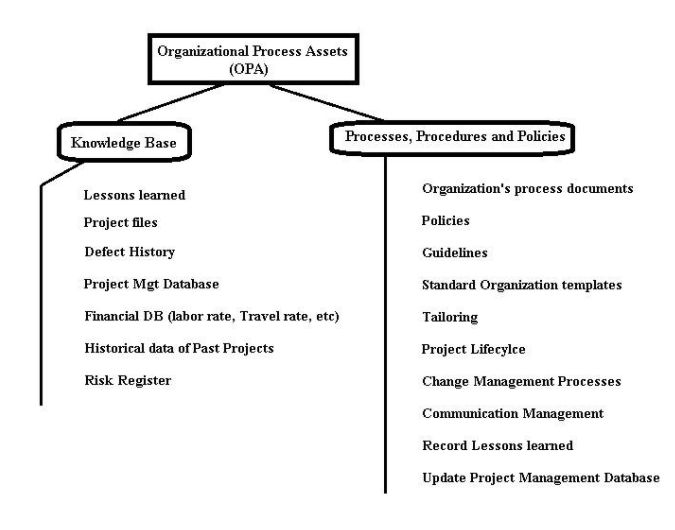 Organizational Process Assets
(OPA)
Knowledge Base
Lessons learned
Project files
Defect History
Project Mgt Database
Financial DB (labor rate, Travel rate, etc)
Historical data of Past Projects
Risk Register
Processes, Procedures and Policies
Organization's process documents
Policies
Guidelines
Standard Organization templates
Tailoring
Project Lifecylce
Change Management Processes
Communication Management
Record Lessons learned
Update Project Management Database